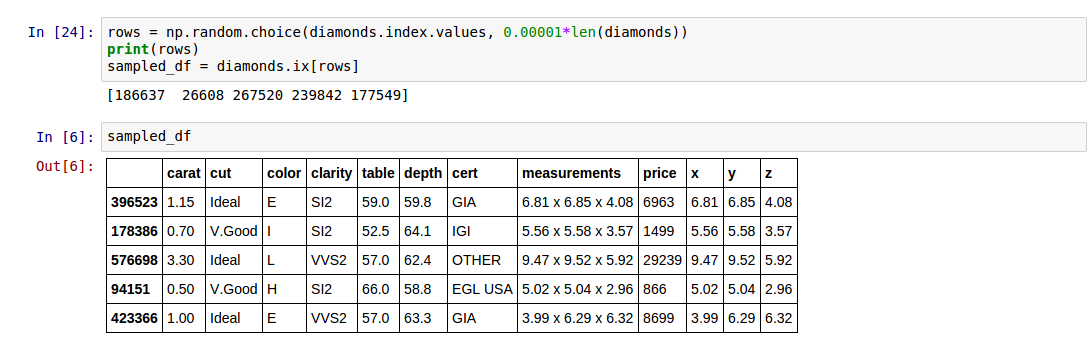 In [24]: rows = np.random.choice(diamonds.index.values, 0.00001*len(diamonds))
print(rows)
sampled_df = diamonds.ix[rows]
[186637  26608 267520 239842 177549]
In [6]: sampled_df
Out[6]:
carat cut color clarity table depth cert measurements price x y z
396523 1.15 Ideal E SI2 59.0 59.8 GIA 6.81 x 6.85 x 4.08 6963 6.81 6.85 4.08
178386 0.70 V.Good I SI2 52.5 64.1 IGI 5.56 x 5.58 x 3.57 1499 5.56 5.58 3.57
576698 3.30 Ideal L VVS2 57.0 62.4 OTHER 9.47 x 9.52 x 5.92 29239 9.47 9.52 5.92
94151 0.50 V.Good H SI2 66.0 58.8 EGL USA 5.02 x 5.04 x 2.96 866 5.02 5.04 2.96
423366 1.00 Ideal E VVS2 57.0 63.3 GIA 3.99 x 6.29 x 6.32 8699 3.99 6.29 6.32